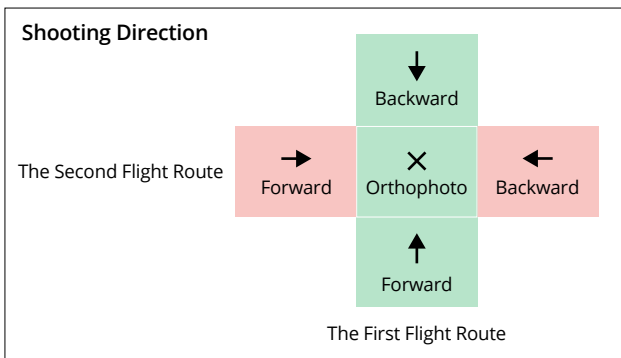 Shooting Direction
Backward
The Second Flight Route
Forward
Orthophoto
Backward
Forward
The First Flight Route